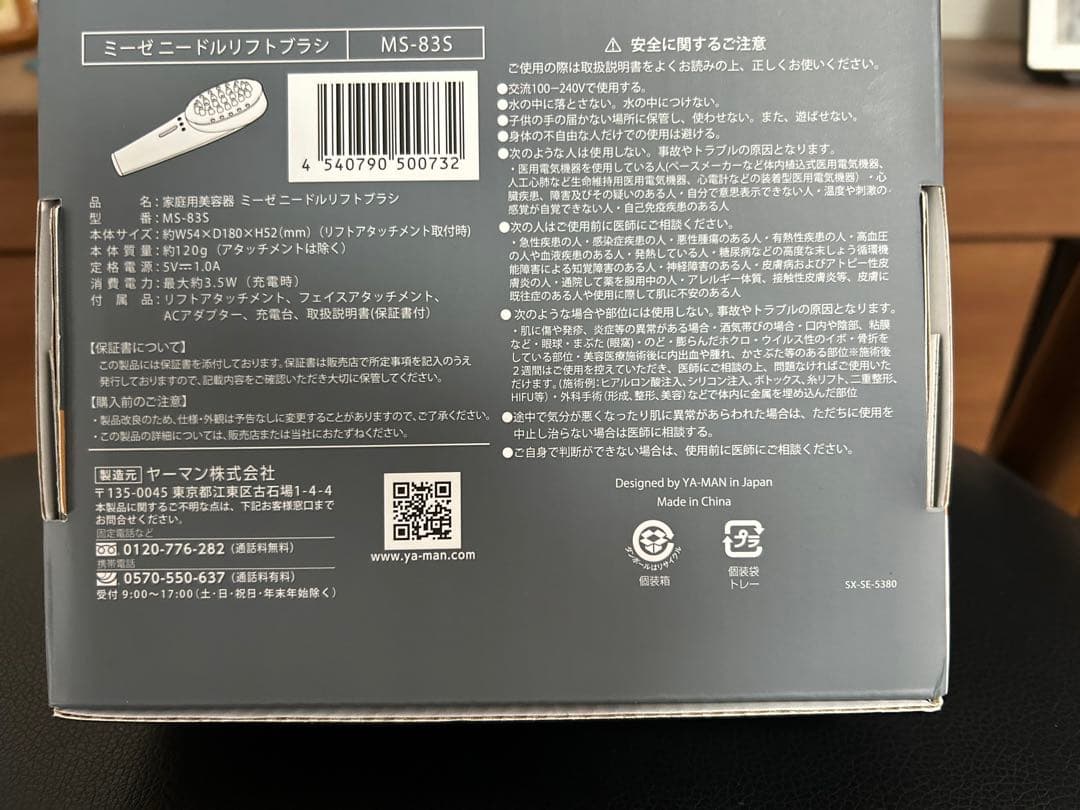 ミーゼ ニードルリフトブラシ
MS-83S
4 540790 500732
品 名：家庭用美容器 ミーゼ ニードルリフトブラシ
型 番：MS-83S
本体サイズ：約W54×D180×H52(mm)（リフトアタッチメント取付時）
本体質量：約120g（アタッチメントは除く）
定格電源：5V⎓1.0A
消費電力：最大約3.5W（充電時）
付属品：リフトアタッチメント、フェイスアタッチメント、
ACアダプター、充電台、取扱説明書(保証書付)
【保証書について】
この製品には保証書を添付しております。保証書は販売店で所定事項を記入のうえ
発行しておりますので、記載内容をご確認いただき大切に保管してください。
【購入前のご注意】
・製品改良のため、仕様・外観は予告なしに変更することがありますので、ご了承ください。
・この製品の詳細については、販売店または当社におたずねください。
製造元 ヤーマン株式会社
〒135-0045 東京都江東区古石場1-4-4
本製品に関するご不明な点は、下記お客様窓口まで
お問合せください。
固定電話など
0120-776-282（通話料無料）
携帯電話
0570-550-637（通話料有料）
受付 9:00～17:00（土・日・祝日・年末年始除く）
www.ya-man.com
⚠ 安全に関するご注意
ご使用の際は取扱説明書をよくお読みの上、正しくお使いください。
●交流100－240Vで使用する。
●水の中に落とさない。水の中につけない。
●子供の手の届かない場所に保管し、使わせない。また、遊ばせない。
●身体の不自由な人だけでの使用は避ける。
●次のような人は使用しない。事故やトラブルの原因となります。
・医用電気機器を使用している人(ペースメーカーなど体内植込式医用電気機器、
人工心肺など生命維持用医用電気機器、心電計などの装着型医用電気機器）・心
臓疾患、障害及びその疑いのある人・自分で意思表示できない人・温度や刺激の
感覚が自覚できない人・自己免疫疾患のある人
●次の人はご使用前に医師にご相談ください。
・急性疾患の人・感染症疾患の人・悪性腫瘍のある人・有熱性疾患の人・高血圧
の人や血液疾患のある人・発熱している人・糖尿病などの高度な末しょう循環機
能障害による知覚障害のある人・神経障害のある人・皮膚病およびアトピー性皮
膚炎の人・通院して薬を服用中の人・アレルギー体質、接触性皮膚炎等、皮膚に
既往症のある人や使用に際して肌に不安のある人
●次のような場合や部位には使用しない。事故やトラブルの原因となります。
・肌に傷や発疹、炎症等の異常がある場合・酒気帯びの場合・口内や陰部、粘膜
など・眼球・まぶた(眼窩)・のど・膨らんだホクロ・ウイルス性のイボ・骨折を
している部位・美容医療施術後に内出血や腫れ、かさぶた等のある部位※施術後
２週間はご使用を控えていただき、医師にご相談の上、問題なければご使用いた
だけます。(施術例：ヒアルロン酸注入、シリコン注入、ボトックス、糸リフト、二重整形、
HIFU等）・外科手術(形成、整形、美容)などで体内に金属を埋め込んだ部位
●途中で気分が悪くなったり肌に異常があらわれた場合は、ただちに使用を
中止し治らない場合は医師に相談する。
●ご自身で判断ができない場合は、使用前に医師にご相談ください。
Designed by YA-MAN in Japan
Made in China
ダンボールはリサイクル
個装箱
プラ
個装袋
トレー
SX-SE-5380